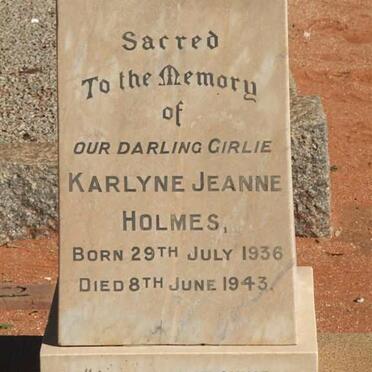 Sacred
To the Memory
of
OUR DARLING GIRLIE
KARLYNE JEANNE
HOLMES,
BORN 29TH JULY 1936
DIED 8TH JUNE 1943.